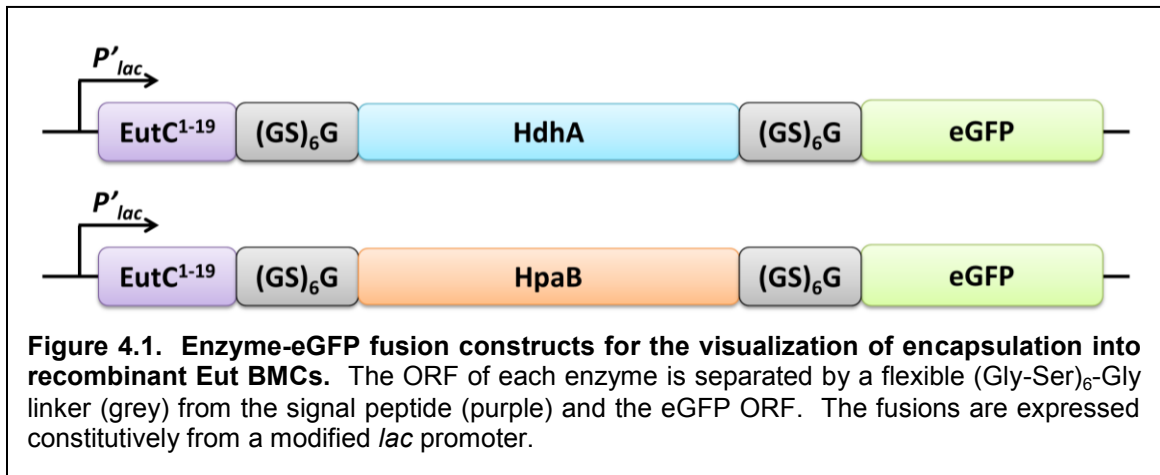 P'lac
EutC1-19 (GS)6G HdhA (GS)6G eGFP
P'lac
EutC1-19 (GS)6G HpaB (GS)6G eGFP
Figure 4.1. Enzyme-eGFP fusion constructs for the visualization of encapsulation into
recombinant Eut BMCs. The ORF of each enzyme is separated by a flexible (Gly-Ser)6-Gly
linker (grey) from the signal peptide (purple) and the eGFP ORF. The fusions are expressed
constitutively from a modified lac promoter.